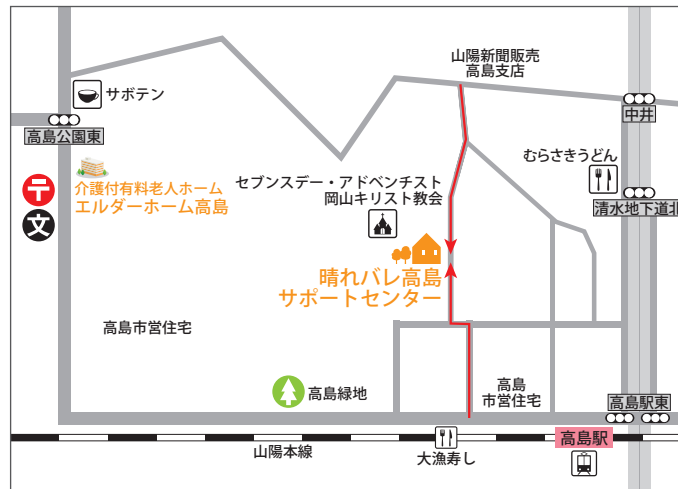 山陽新聞販売
高島支店
サボテン
中井
高島公園東
むらさきうどん
介護付有料老人ホーム
エルダーホーム高島
セブンスデー・アドベンチスト
岡山キリスト教会
〒
文
清水地下道北
晴れバレ高島
サポートセンター
高島市営住宅
高島緑地
高島
市営住宅
高島駅東
山陽本線
大漁寿し
高島駅